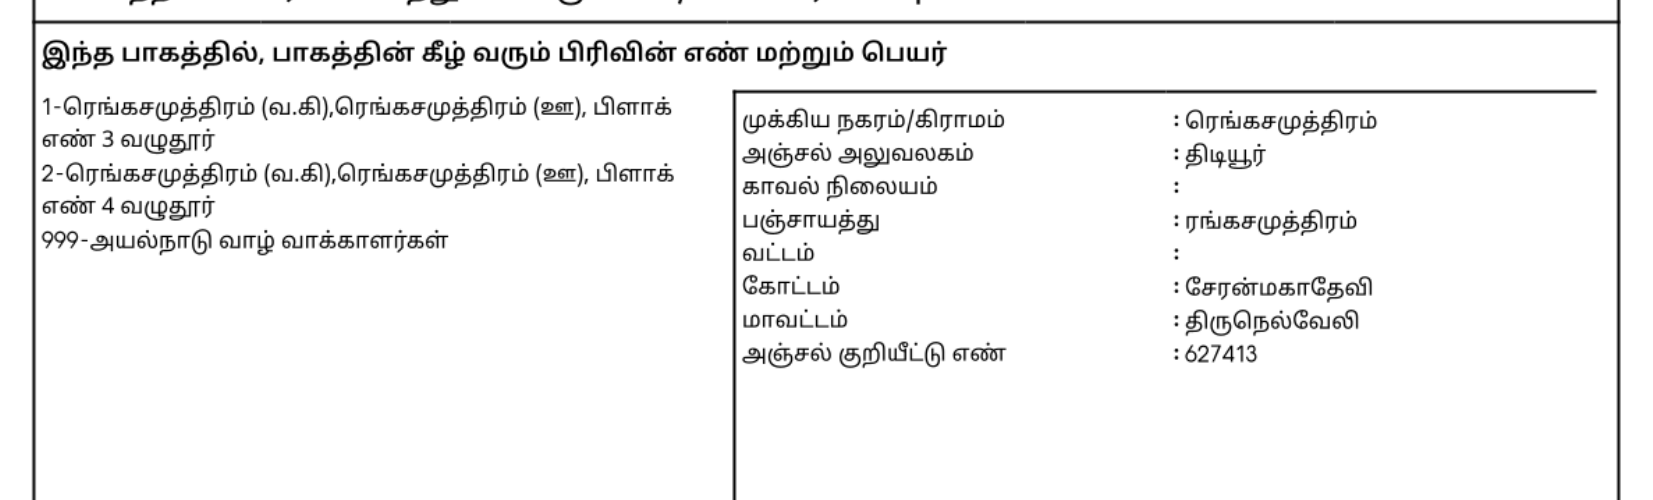 இந்த பாகத்தில், பாகத்தின் கீழ் வரும் பிரிவின் எண் மற்றும் பெயர்
1-ரெங்கசமுத்திரம் (வ.கி),ரெங்கசமுத்திரம் (ஊ), பிளாக்
எண் 3 வழுதூர்
2-ரெங்கசமுத்திரம் (வ.கி),ரெங்கசமுத்திரம் (ஊ), பிளாக்
எண் 4 வழுதூர்
999-அயல்நாடு வாழ் வாக்காளர்கள்
முக்கிய நகரம்/கிராமம் : ரெங்கசமுத்திரம்
அஞ்சல் அலுவலகம் : திடியூர்
காவல் நிலையம் :
பஞ்சாயத்து : ரங்கசமுத்திரம்
வட்டம் :
கோட்டம் : சேரன்மகாதேவி
மாவட்டம் : திருநெல்வேலி
அஞ்சல் குறியீட்டு எண் : 627413